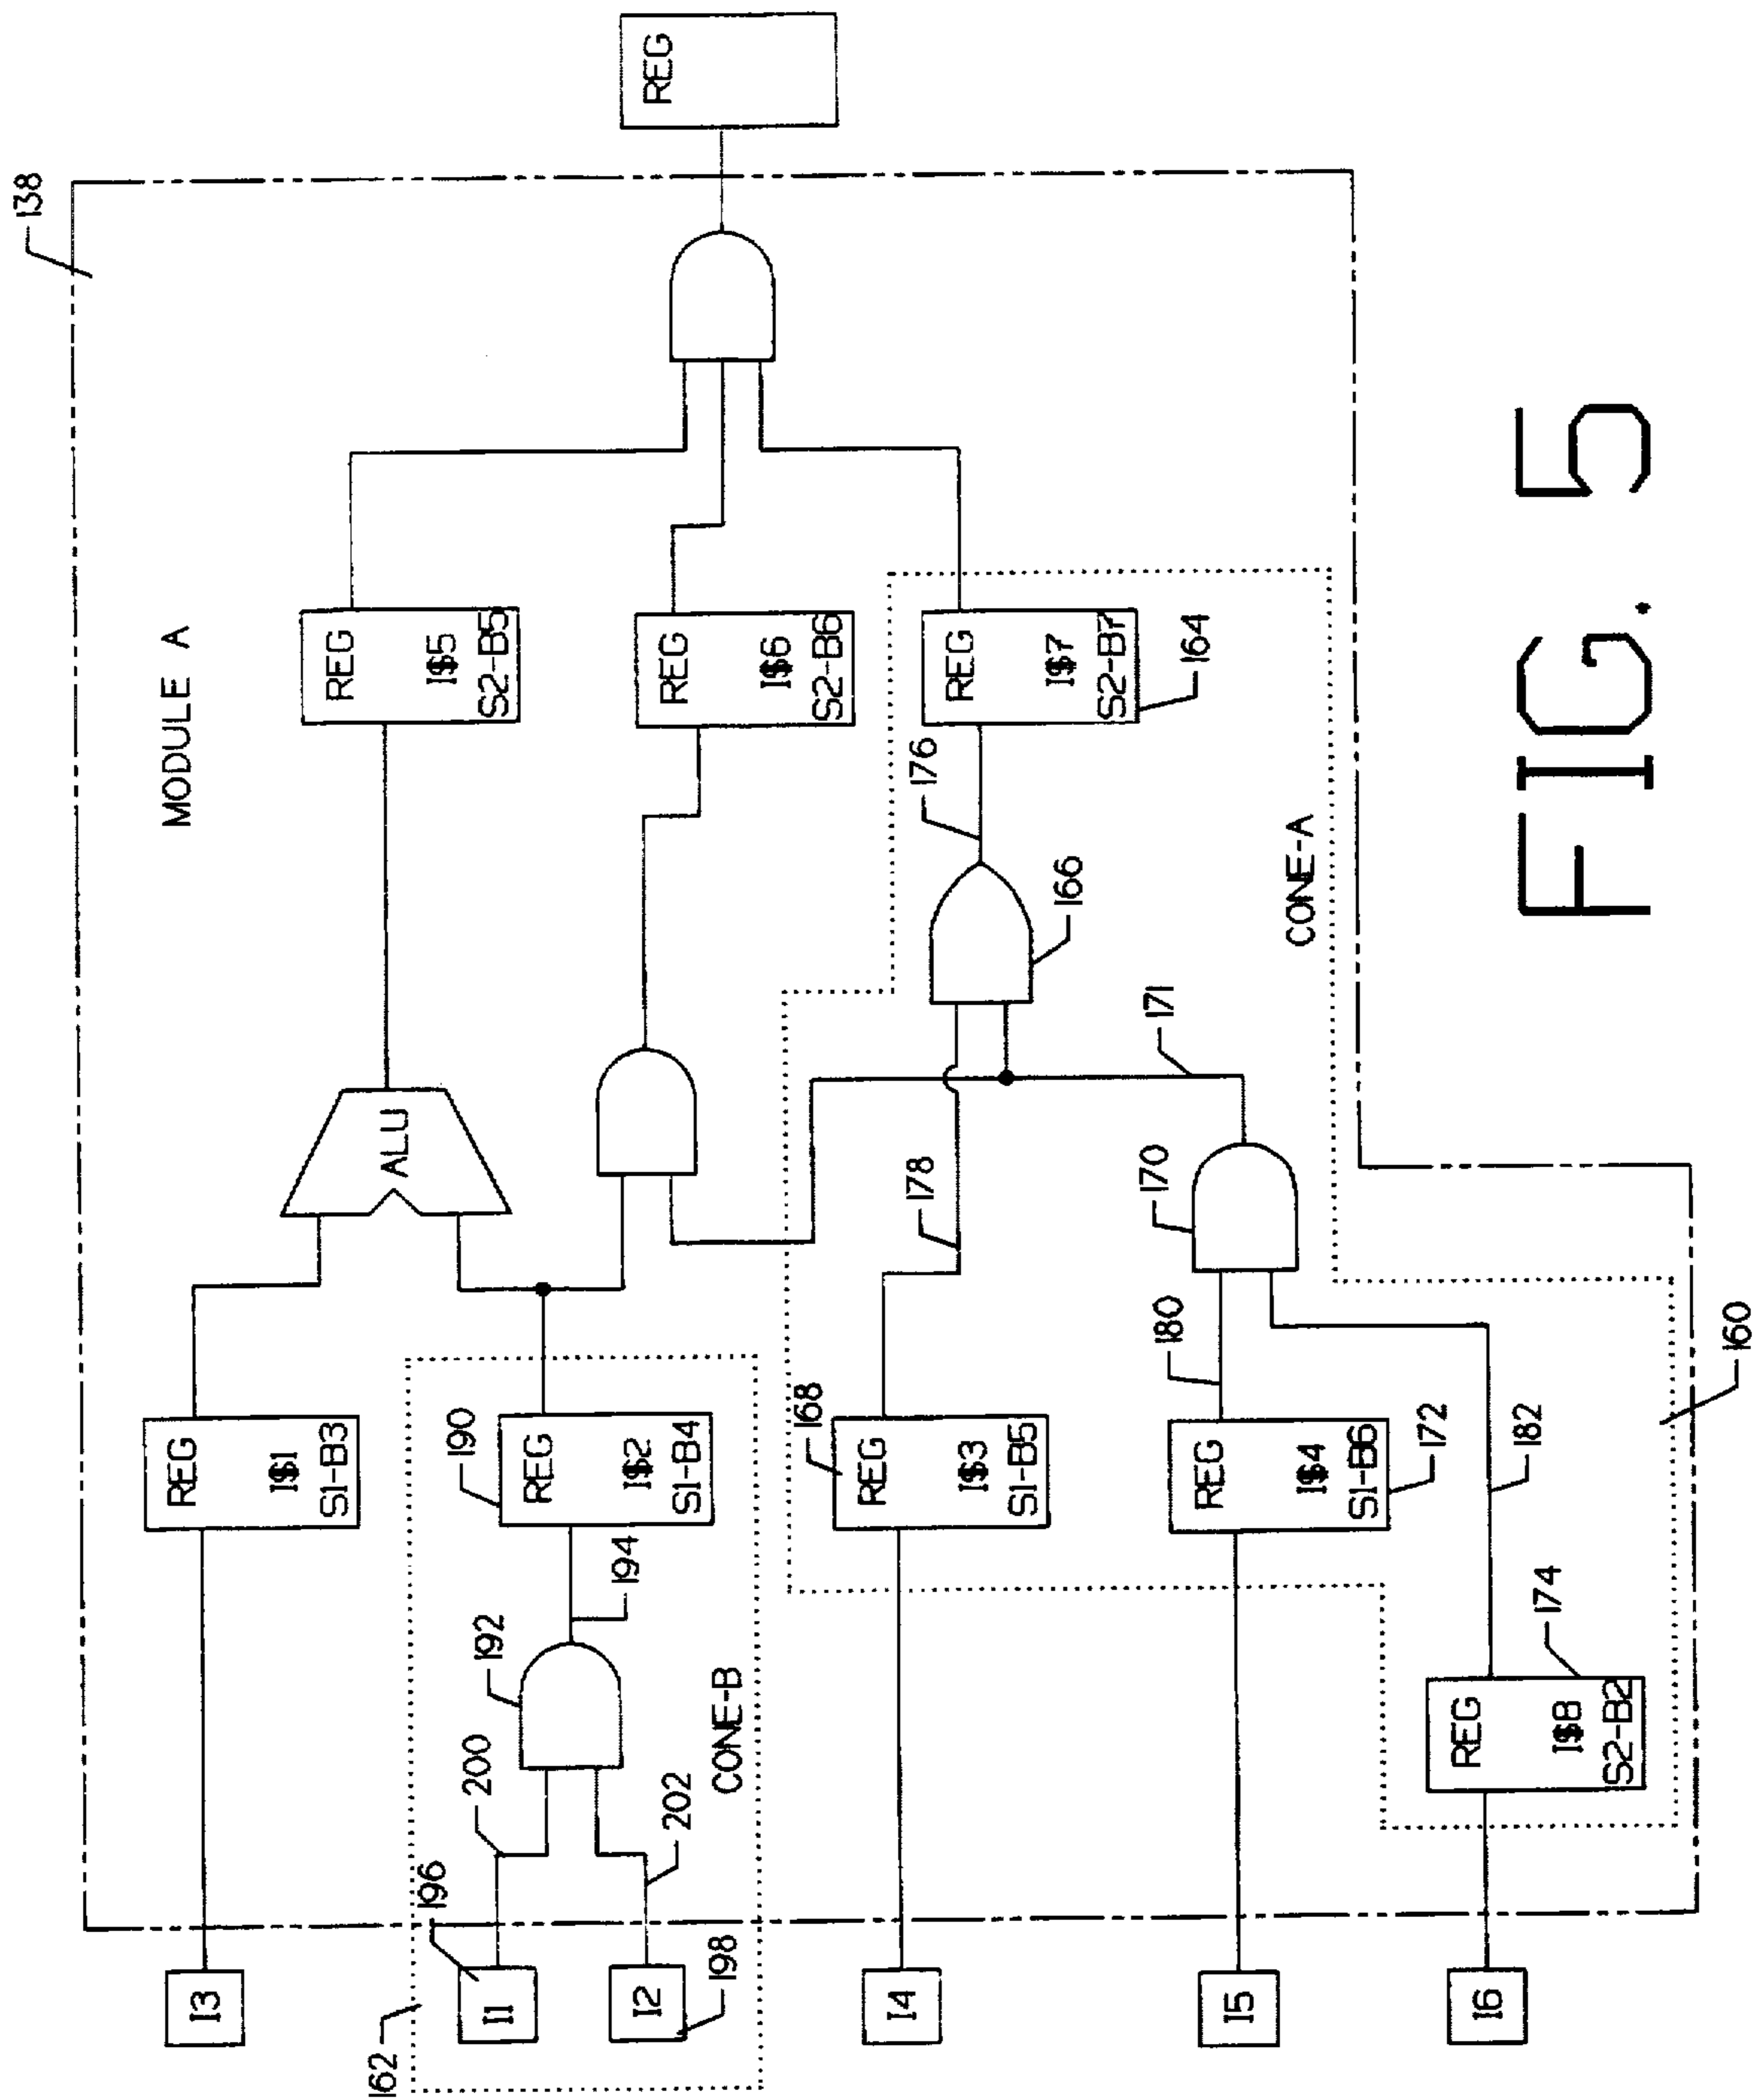 138
MODULE A
I3
REG
I$1
S1-B3
ALU
REG
I$5
S2-B5
REG
162
196
I1
200
192
194
190
REG
I$2
S1-B4
I2
198
202
CONE-B
REG
I$6
S2-B6
I4
168
REG
I$3
S1-B5
178
166
176
REG
I$7
S2-B7
164
171
CONE-A
I5
REG
I$4
S1-B6
172
180
170
I6
REG
I$8
S2-B2
174
182
160
FIG. 5